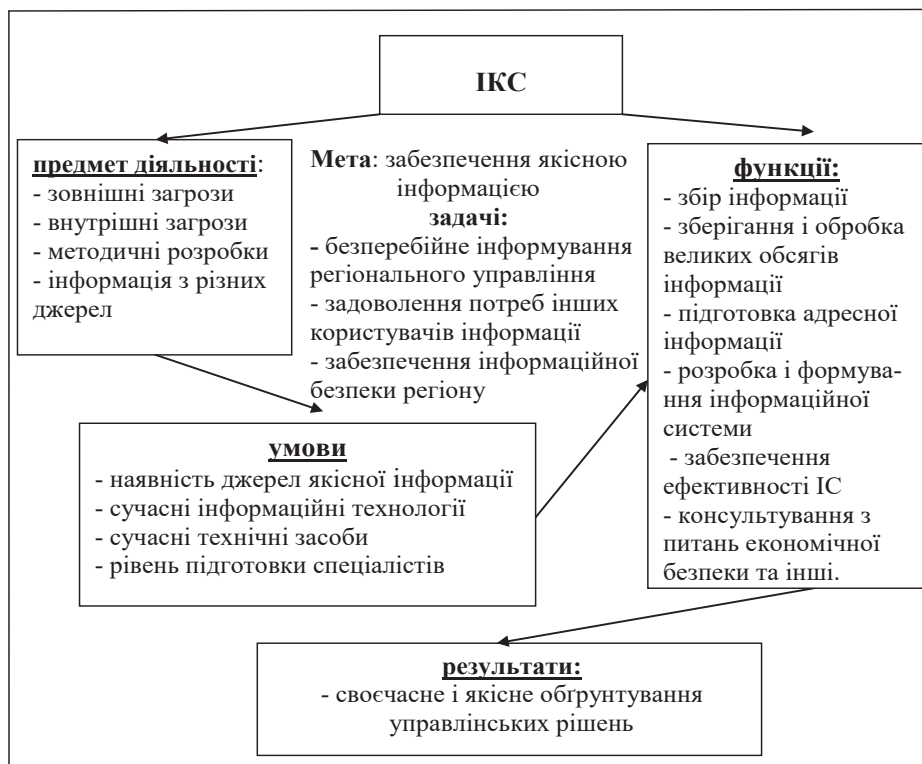 ІКС
предмет діяльності:
- зовнішні загрози
- внутрішні загрози
- методичні розробки
- інформація з різних
джерел
Мета: забезпечення якісною
інформацією
задачі:
- безперебійне інформування
регіонального управління
- задоволення потреб інших
користувачів інформації
- забезпечення інформаційної
безпеки регіону
функції:
- збір інформації
- зберігання і обробка
великих обсягів
інформації
- підготовка адресної
інформації
- розробка і формува-
ння інформаційної
системи
- забезпечення
ефективності ІС
- консультування з
питань економічної
безпеки та інші.
умови
- наявність джерел якісної інформації
- сучасні інформаційні технології
- сучасні технічні засоби
- рівень підготовки спеціалістів
результати:
- своєчасне і якісне обґрунтування
управлінських рішень